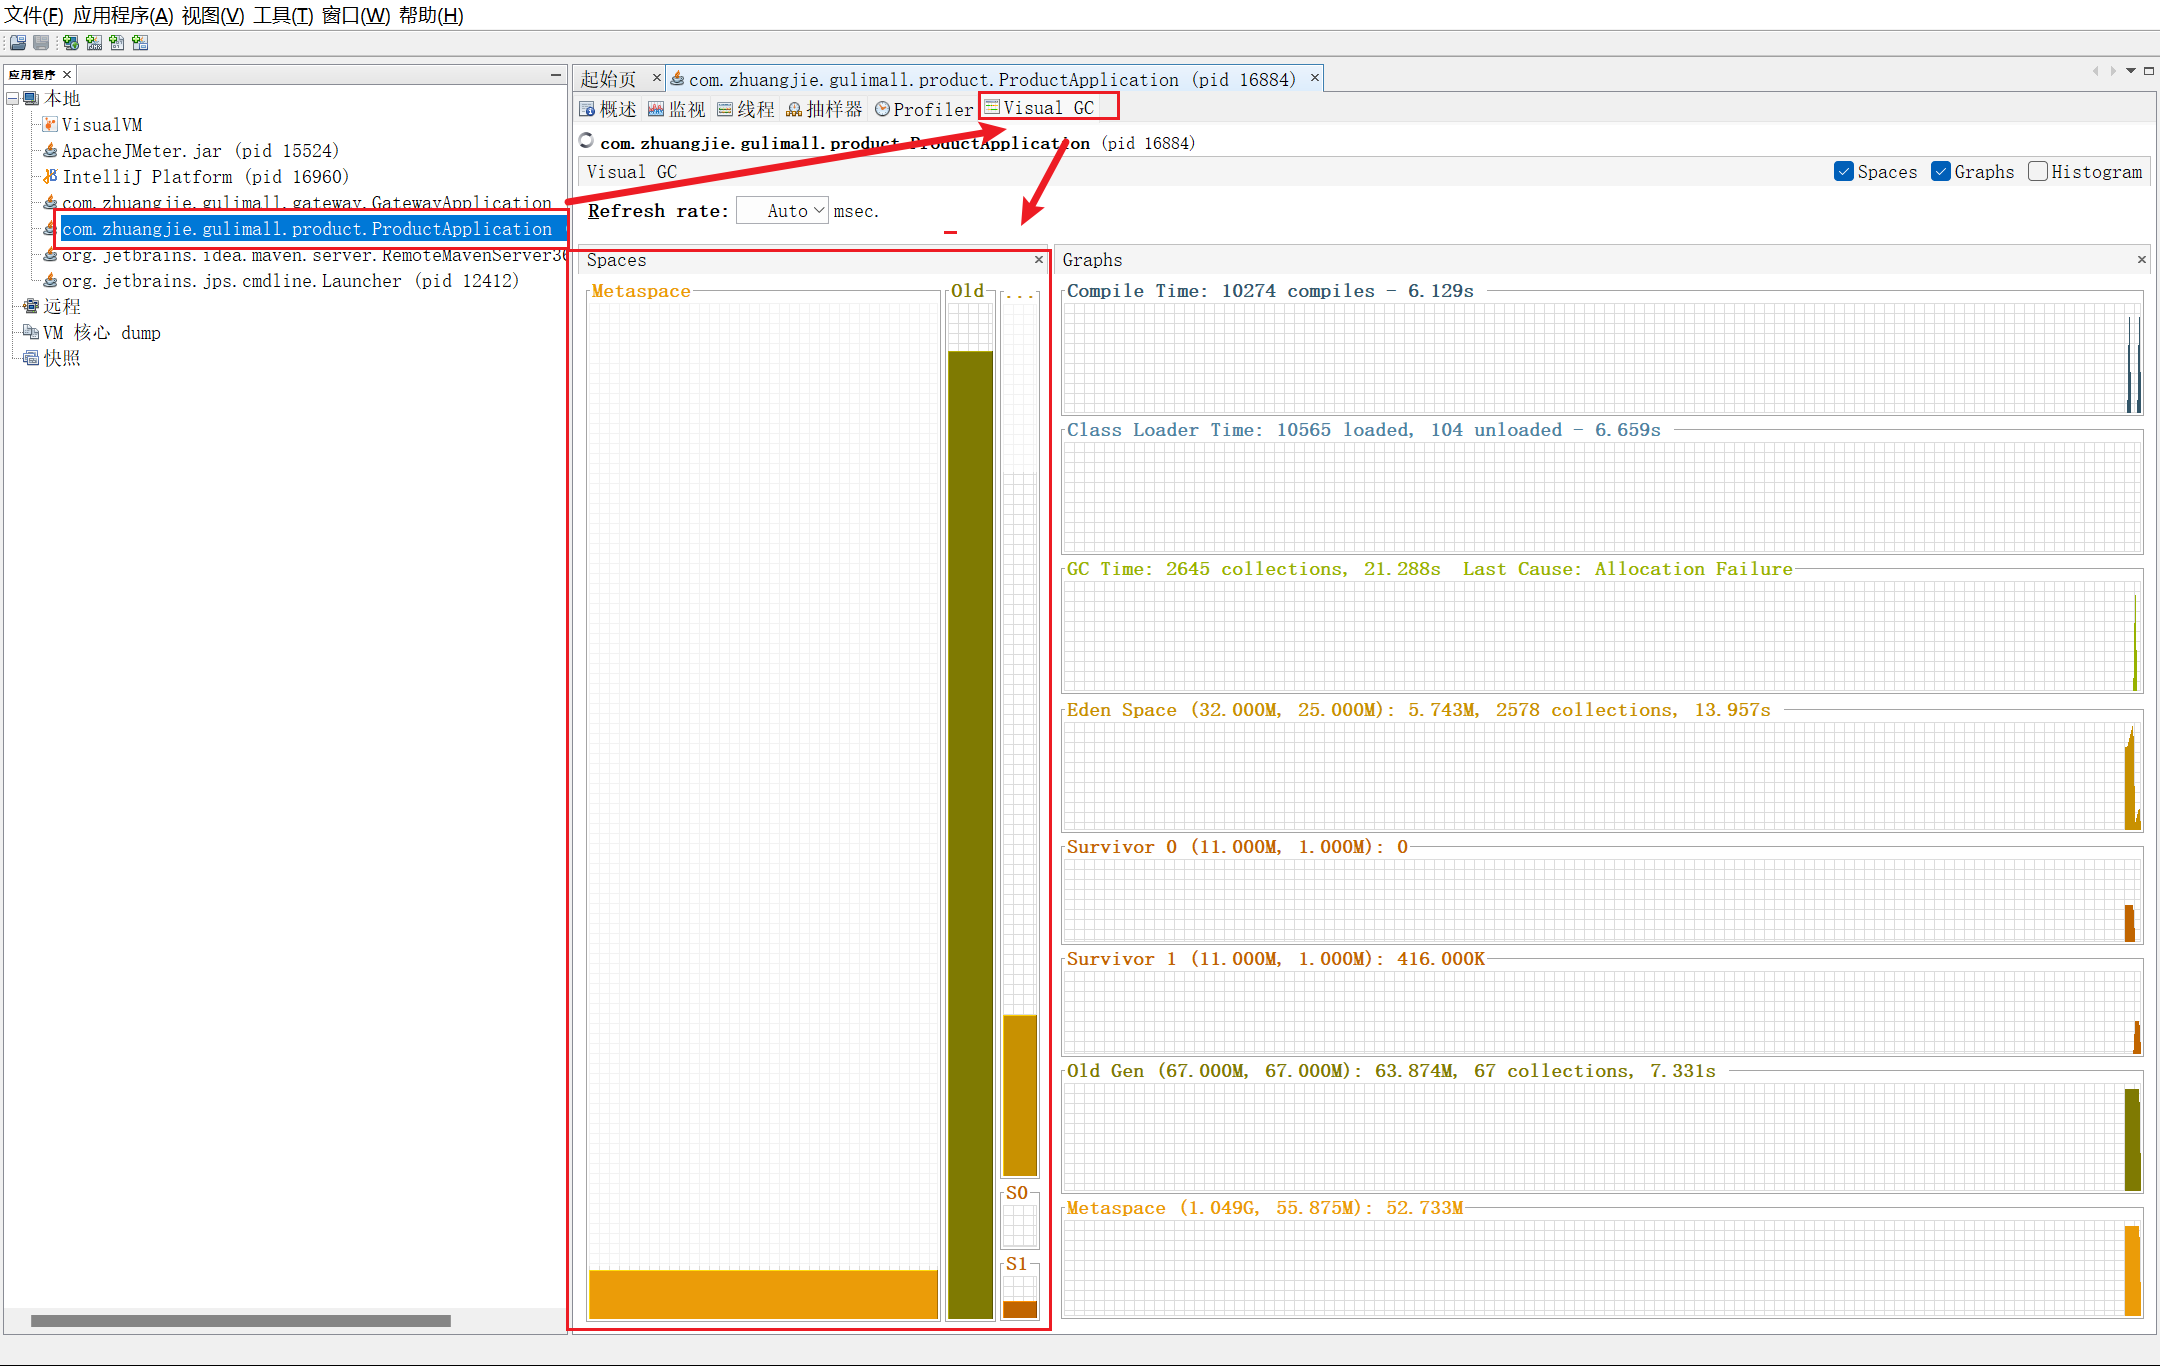 文件(F) 应用程序(A) 视图(V) 工具(T) 窗口(W) 帮助(H)
应用程序
本地
VisualVM
ApacheJMeter.jar (pid 15524)
IntelliJ Platform (pid 16960)
com.zhuangjie.gulimall.gateway.GatewayApplication
com.zhuangjie.gulimall.product.ProductApplication
org.jetbrains.idea.maven.server.RemoteMavenServer36
org.jetbrains.jps.cmdline.Launcher (pid 12412)
远程
VM 核心 dump
快照
起始页 com.zhuangjie.gulimall.product.ProductApplication (pid 16884)
概述 监视 线程 抽样器 Profiler Visual GC
com.zhuangjie.gulimall.product.ProductApplication (pid 16884)
Visual GC Spaces Graphs Histogram
Refresh rate: Auto msec.
Spaces
Metaspace Old ...
S0
S1
Graphs
Compile Time: 10274 compiles - 6.129s
Class Loader Time: 10565 loaded, 104 unloaded - 6.659s
GC Time: 2645 collections, 21.288s Last Cause: Allocation Failure
Eden Space (32.000M, 25.000M): 5.743M, 2578 collections, 13.957s
Survivor 0 (11.000M, 1.000M): 0
Survivor 1 (11.000M, 1.000M): 416.000K
Old Gen (67.000M, 67.000M): 63.874M, 67 collections, 7.331s
Metaspace (1.049G, 55.875M): 52.733M